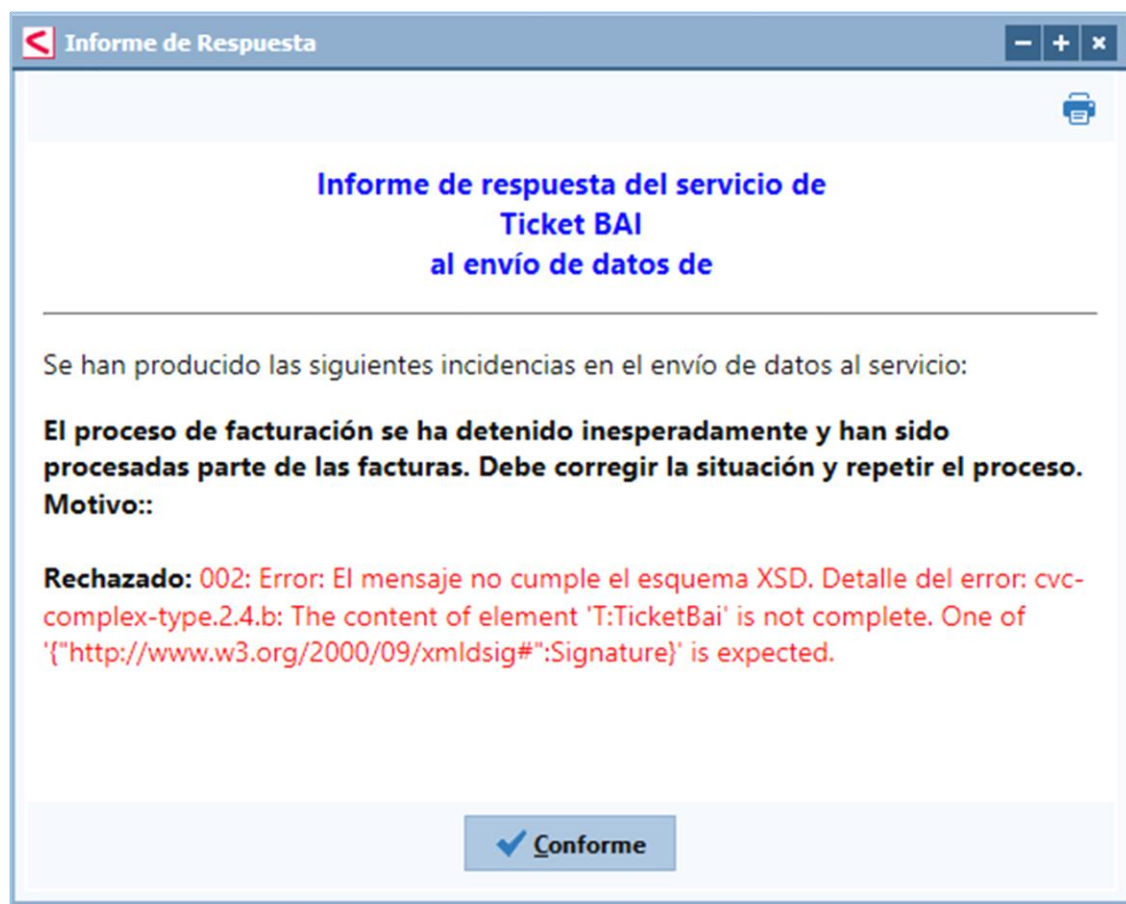 Informe de Respuesta
Informe de respuesta del servicio de
Ticket BAI
al envío de datos de
Se han producido las siguientes incidencias en el envío de datos al servicio:
El proceso de facturación se ha detenido inesperadamente y han sido
procesadas parte de las facturas. Debe corregir la situación y repetir el proceso.
Motivo::
Rechazado: 002: Error: El mensaje no cumple el esquema XSD. Detalle del error: cvc-
complex-type.2.4.b: The content of element 'T:TicketBai' is not complete. One of
'{"http://www.w3.org/2000/09/xmldsig#":Signature}' is expected.
Conforme